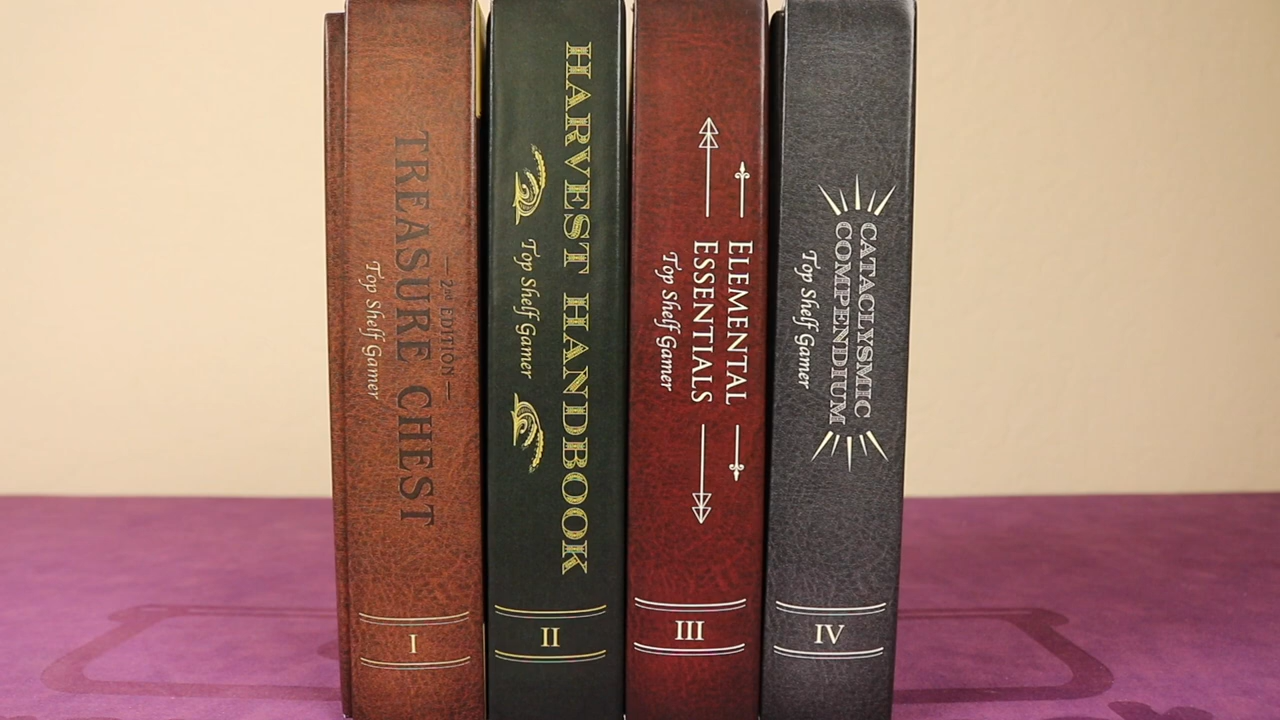 — 2nd EDITION —
TREASURE CHEST
Top Shelf Gamer
I
HARVEST HANDBOOK
Top Shelf Gamer
II
ELEMENTAL
ESSENTIALS
Top Shelf Gamer
III
CATACLYSMIC
COMPENDIUM
Top Shelf Gamer
IV